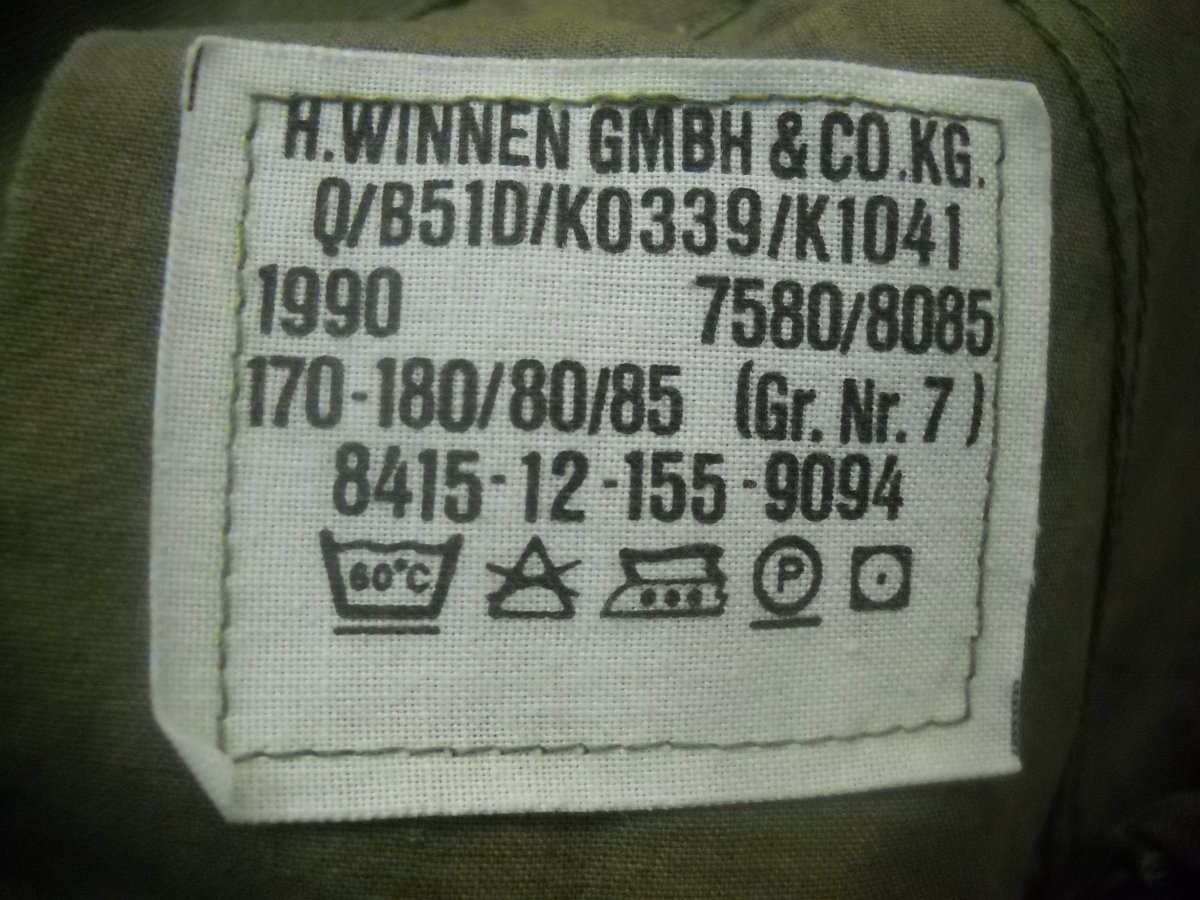 H.WINNEN GMBH & CO.KG.
Q/B51D/K0339/K1041
1990 7580/8085
170-180/80/85 (Gr. Nr. 7)
8415-12-155-9094
60°C P